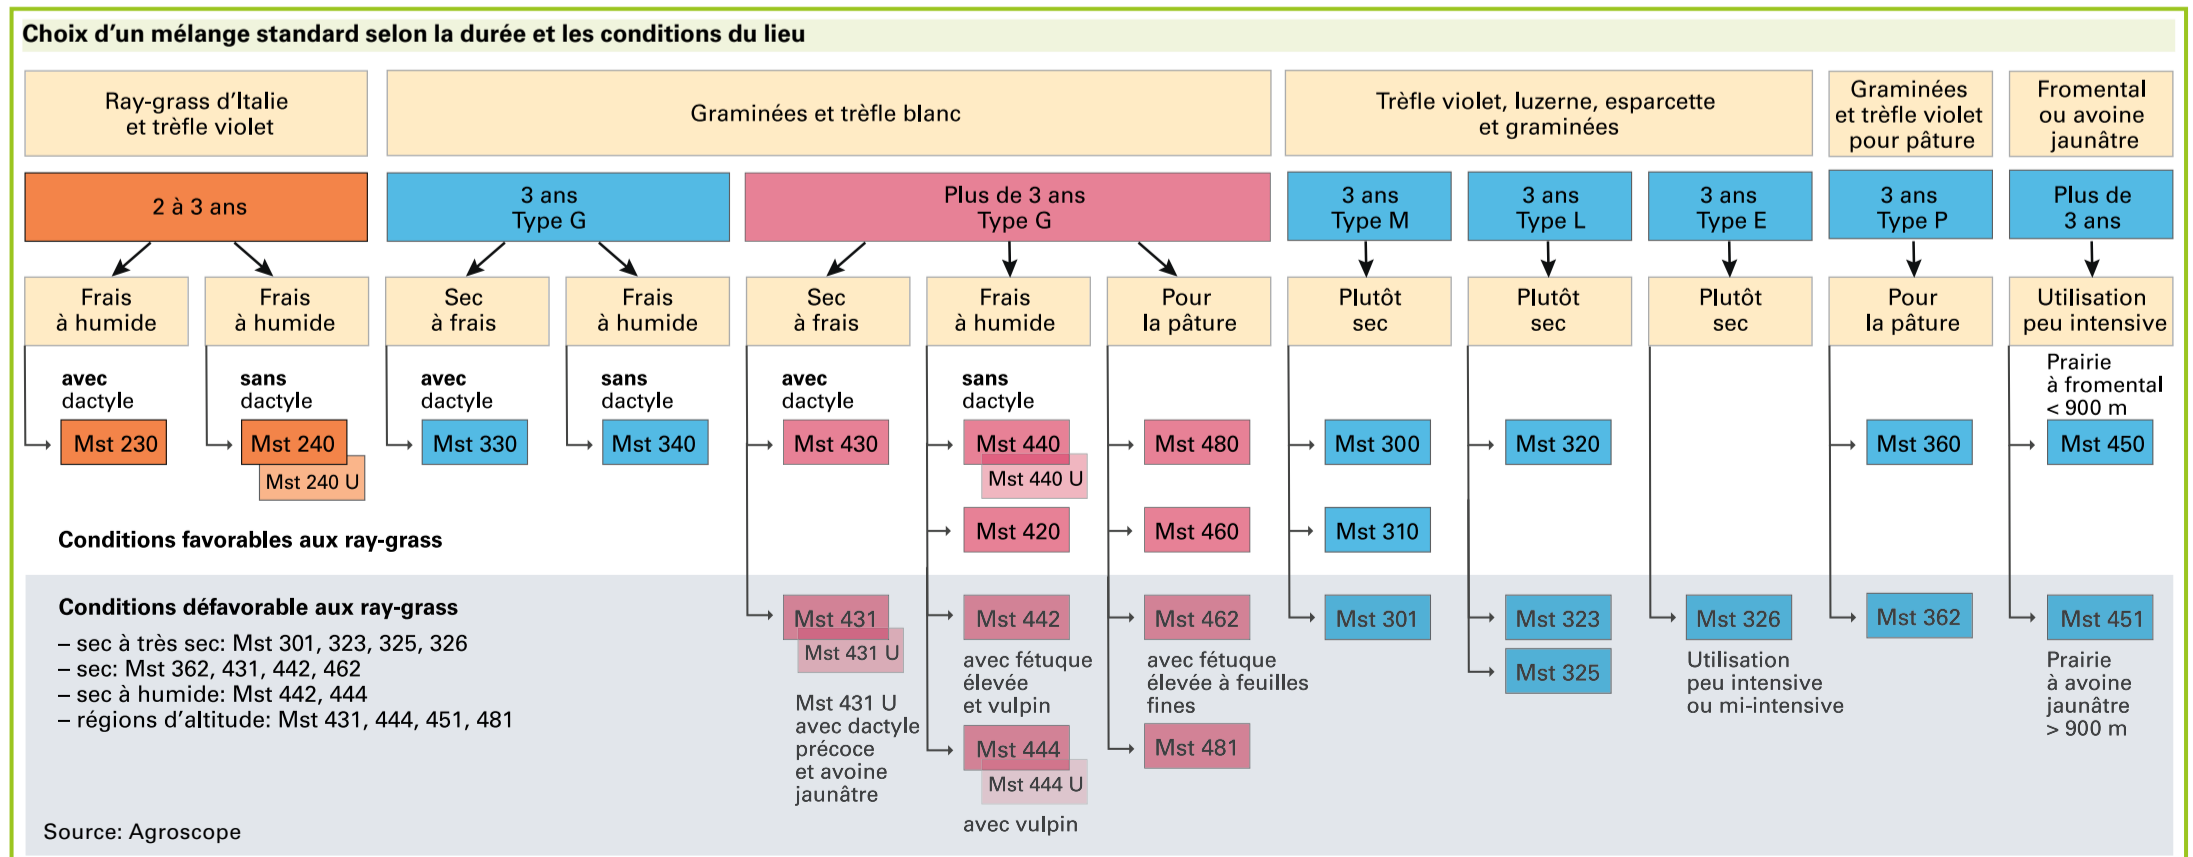 Choix d'un mélange standard selon la durée et les conditions du lieu
Ray-grass d'Italie
et trèfle violet
Graminées et trèfle blanc
Trèfle violet, luzerne, esparcette
et graminées
Graminées
et trèfle violet
pour pâture
Fromental
ou avoine
jaunâtre
2 à 3 ans
3 ans
Type G
Plus de 3 ans
Type G
3 ans
Type M
3 ans
Type L
3 ans
Type E
3 ans
Type P
Plus de
3 ans
Frais
à humide
Frais
à humide
Sec
à frais
Frais
à humide
Sec
à frais
Frais
à humide
Pour
la pâture
Plutôt
sec
Plutôt
sec
Plutôt
sec
Pour
la pâture
Utilisation
peu intensive
avec
dactyle
sans
dactyle
avec
dactyle
sans
dactyle
avec
dactyle
sans
dactyle
Prairie
à fromental
< 900 m
Mst 230
Mst 240
Mst 240 U
Mst 330
Mst 340
Mst 430
Mst 440
Mst 440 U
Mst 480
Mst 300
Mst 320
Mst 360
Mst 450
Mst 420
Mst 460
Mst 310
Conditions favorables aux ray-grass
Conditions défavorable aux ray-grass
– sec à très sec: Mst 301, 323, 325, 326
– sec: Mst 362, 431, 442, 462
– sec à humide: Mst 442, 444
– régions d'altitude: Mst 431, 444, 451, 481
Mst 431
Mst 431 U
Mst 431 U
avec dactyle
précoce
et avoine
jaunâtre
Mst 442
avec fétuque
élevée
et vulpin
Mst 444
Mst 444 U
avec vulpin
Mst 462
avec fétuque
élevée à feuilles
fines
Mst 481
Mst 301
Mst 323
Mst 325
Mst 326
Utilisation
peu intensive
ou mi-intensive
Mst 362
Mst 451
Prairie
à avoine
jaunâtre
> 900 m
Source: Agroscope